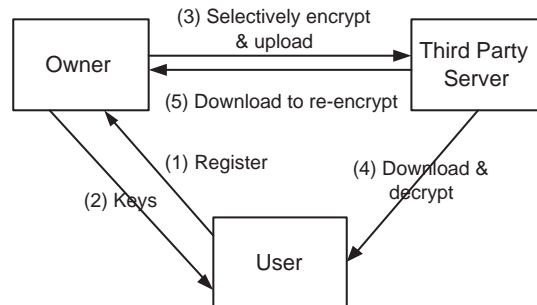 (3) Selectively encrypt
& upload
Owner
Third Party
Server
(5) Download to re-encrypt
(1) Register
(4) Download &
decrypt
(2) Keys
User